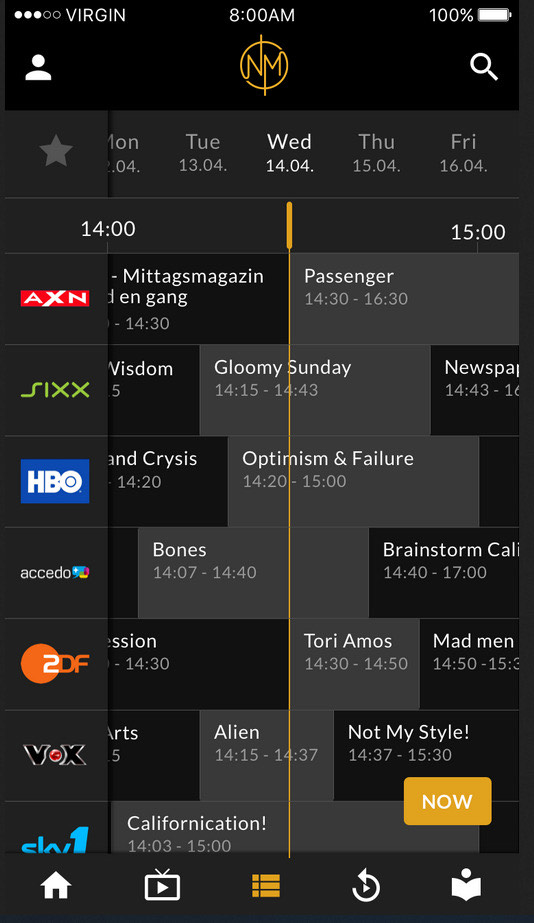 VIRGIN 8:00AM 100%
NM
Mon Tue Wed Thu Fri
2.04. 13.04. 14.04. 15.04. 16.04.
14:00 15:00
AXN
- Mittagsmagazin
d en gang
- 14:30
Passenger
14:30 - 16:30
SIXX
Wisdom
5
Gloomy Sunday
14:15 - 14:43
Newspap
14:43 - 16
HBO
and Crysis
- 14:20
Optimism & Failure
14:20 - 15:00
accedo
Bones
14:07 - 14:40
Brainstorm Cali
14:40 - 17:00
2DF
ession
- 14:30
Tori Amos
14:30 - 14:50
Mad men
14:50 -15:3
VOX
Arts
5
Alien
14:15 - 14:37
Not My Style!
14:37 - 15:30
NOW
sky1
Californication!
14:03 - 15:00